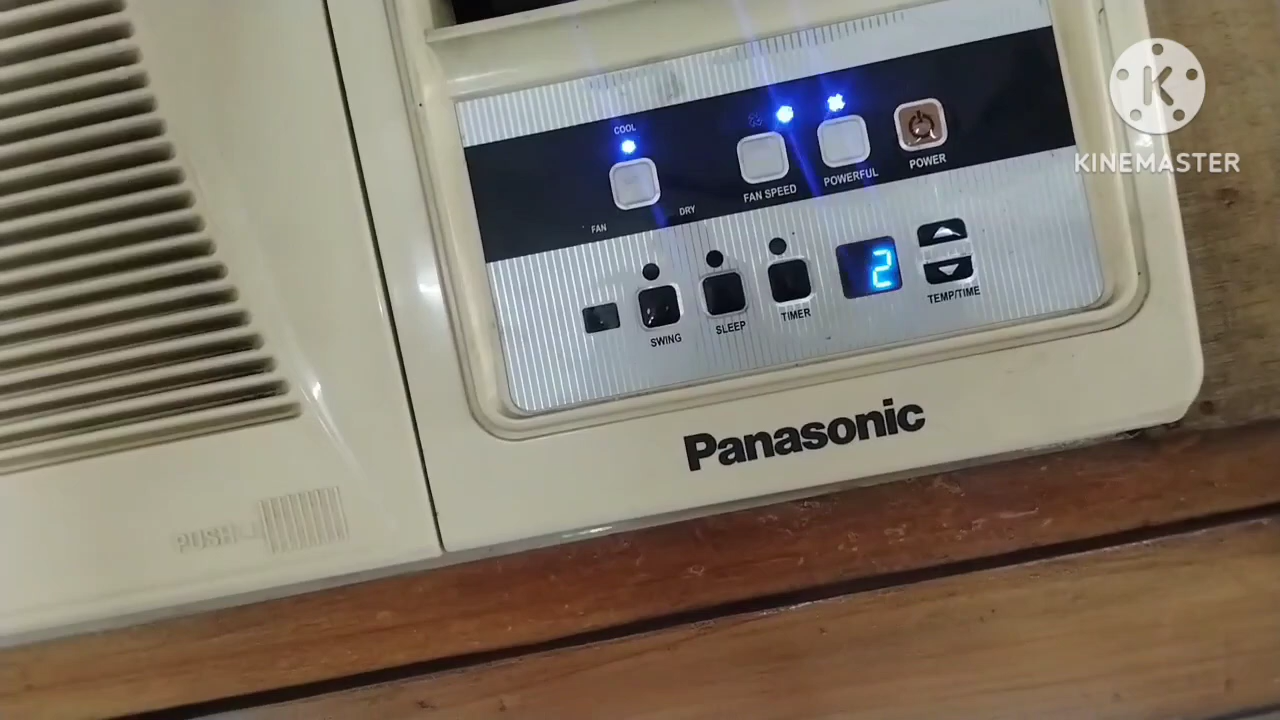 COOL
FAN
DRY
FAN SPEED
POWERFUL
POWER
SWING
SLEEP
TIMER
2
TEMP/TIME
Panasonic
PUSH
K
KINEMASTER